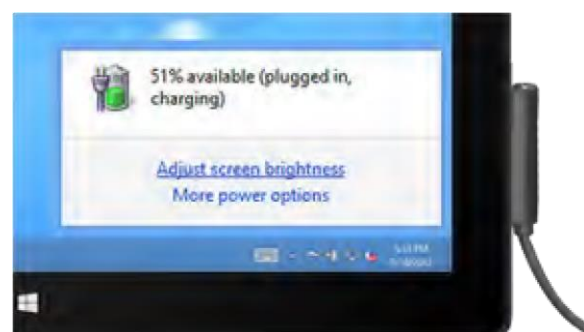 51% available (plugged in,
charging)
Adjust screen brightness
More power options